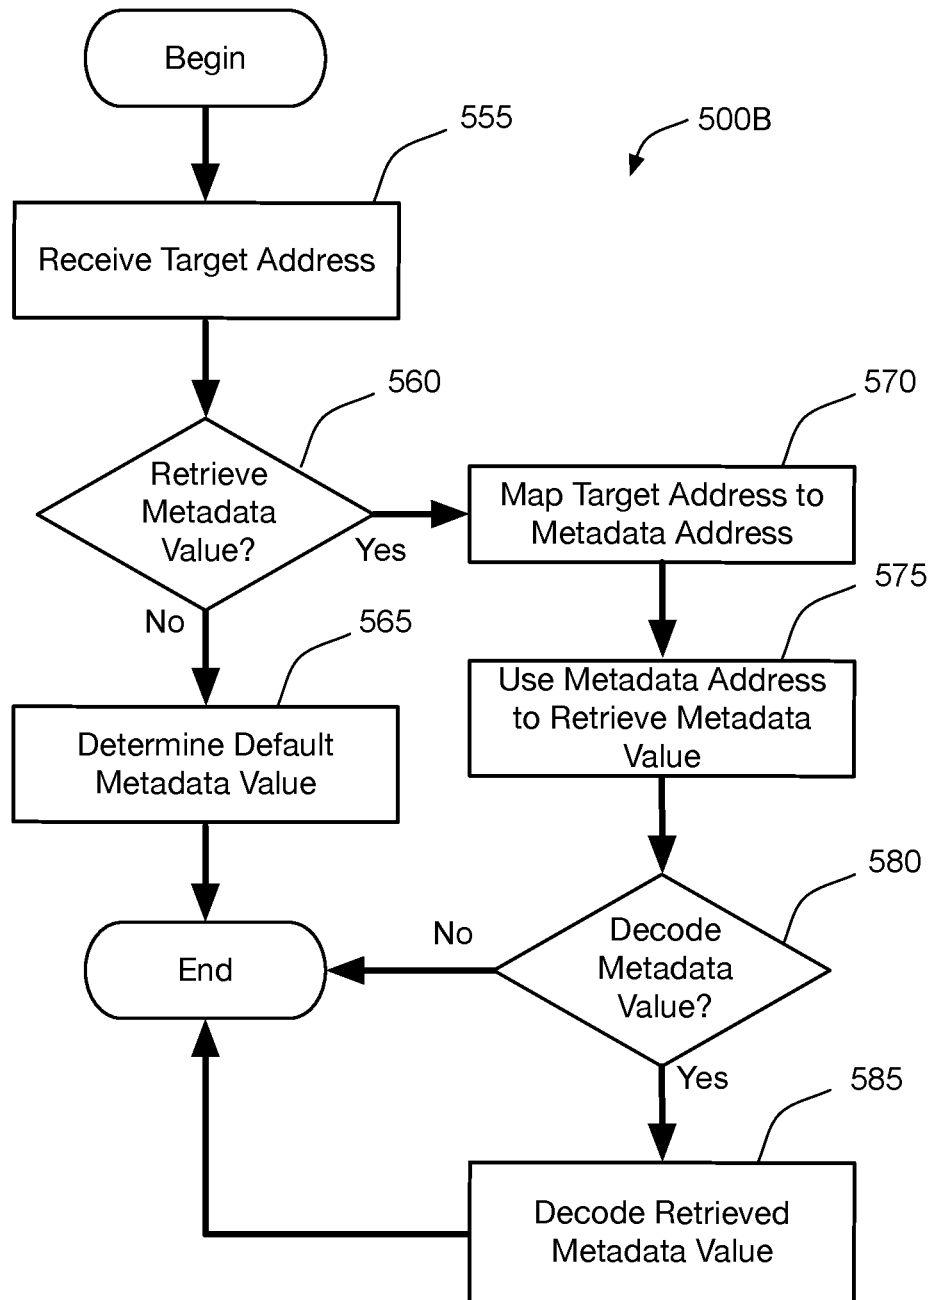 Begin
555
500B
Receive Target Address
560
570
Retrieve
Metadata
Value?
Yes
Map Target Address to
Metadata Address
No
565
575
Determine Default
Metadata Value
Use Metadata Address
to Retrieve Metadata
Value
580
End
No
Decode
Metadata
Value?
Yes
585
Decode Retrieved
Metadata Value